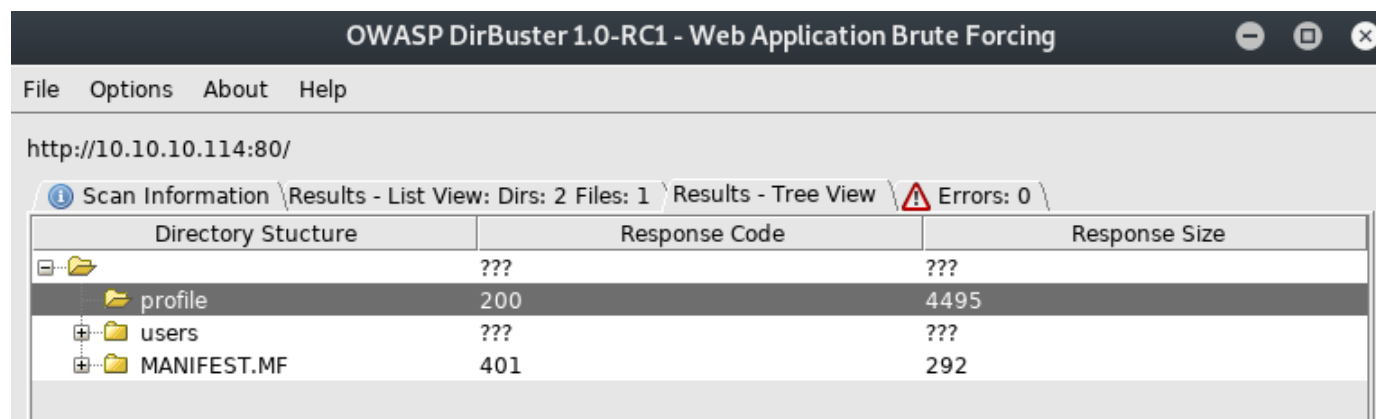 OWASP DirBuster 1.0-RC1 - Web Application Brute Forcing
File Options About Help
http://10.10.10.114:80/
Scan Information Results - List View: Dirs: 2 Files: 1 Results - Tree View Errors: 0
Directory Stucture Response Code Response Size
??? ???
profile 200 4495
users ??? ???
MANIFEST.MF 401 292